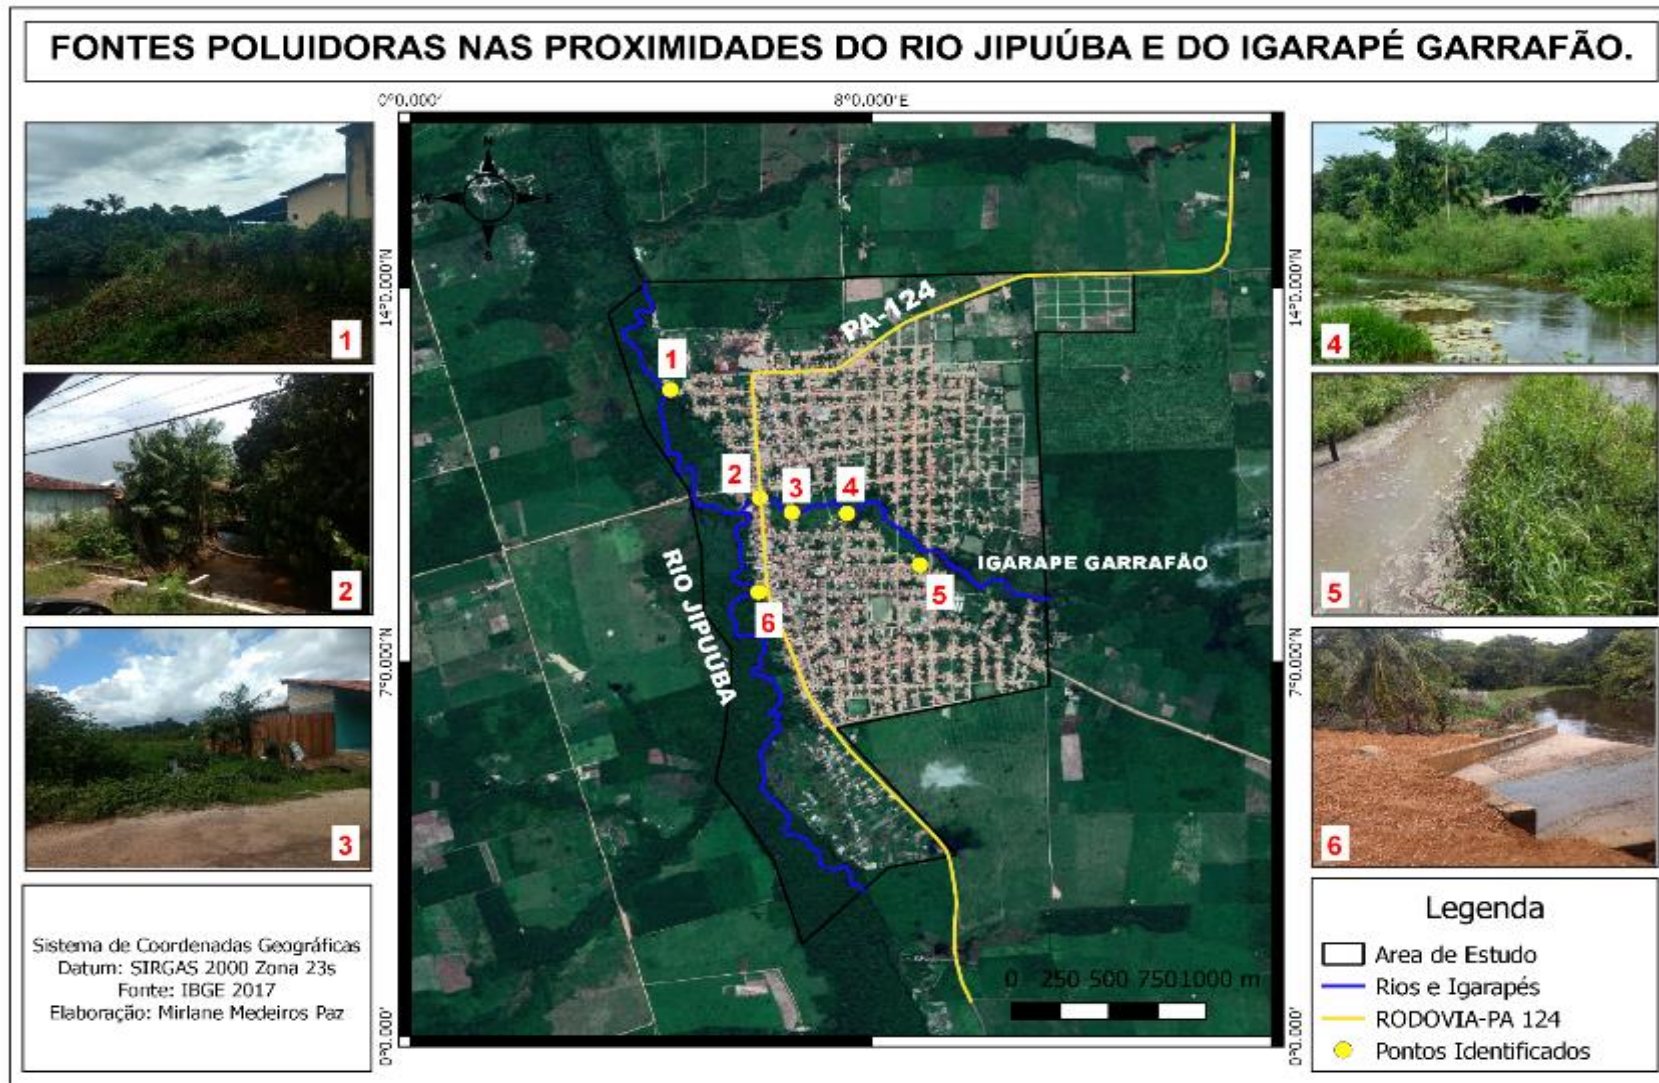 FONTES POLUIDORAS NAS PROXIMIDADES DO RIO JIPUÚBA E DO IGARAPÉ GARRAFÃO.
0°0.000'
8°0.000'E
N
W
E
S
14°0.000'N
14°0.000'N
7°0.000'N
7°0.000'N
0°0.000'
0°0.000'
PA-124
1
2
3
4
5
6
IGARAPE GARRAFÃO
RIO JIPUÚBA
0 250 500 750 1000 m
1
2
3
4
5
6
Sistema de Coordenadas Geográficas
Datum: SIRGAS 2000 Zona 23s
Fonte: IBGE 2017
Elaboração: Mirlane Medeiros Paz
Legenda
Area de Estudo
Rios e Igarapés
RODOVIA-PA 124
Pontos Identificados